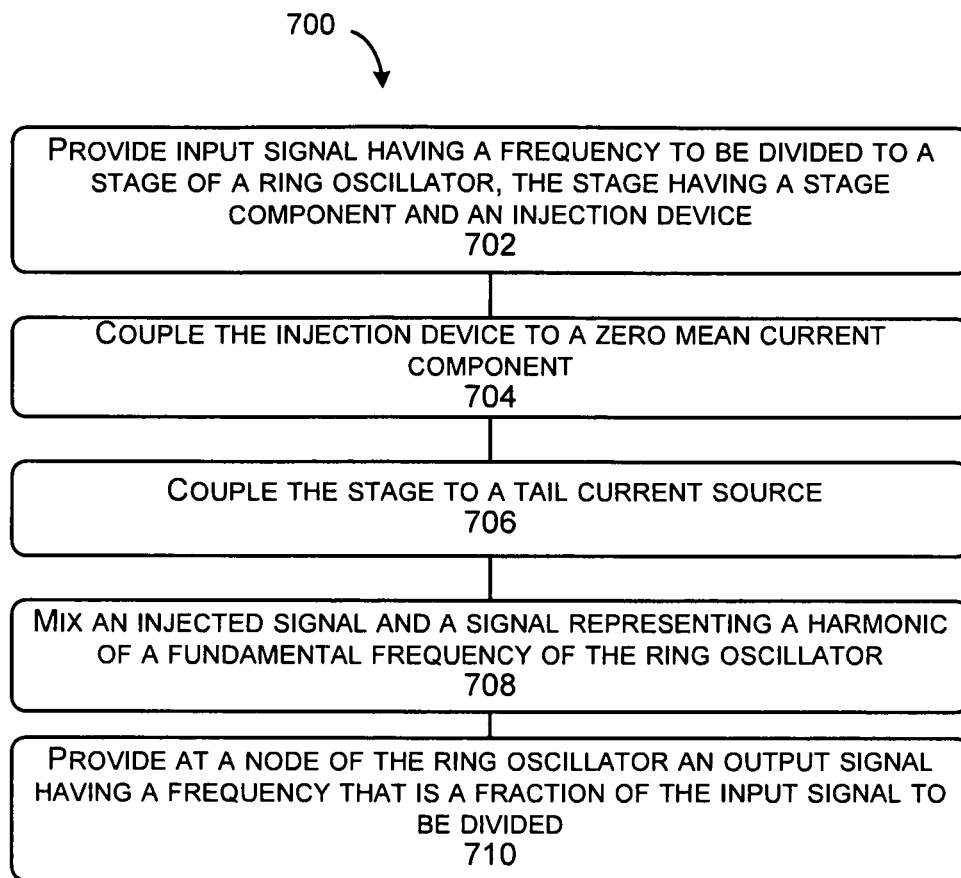 700
PROVIDE INPUT SIGNAL HAVING A FREQUENCY TO BE DIVIDED TO A
STAGE OF A RING OSCILLATOR, THE STAGE HAVING A STAGE
COMPONENT AND AN INJECTION DEVICE
702
COUPLE THE INJECTION DEVICE TO A ZERO MEAN CURRENT
COMPONENT
704
COUPLE THE STAGE TO A TAIL CURRENT SOURCE
706
MIX AN INJECTED SIGNAL AND A SIGNAL REPRESENTING A HARMONIC
OF A FUNDAMENTAL FREQUENCY OF THE RING OSCILLATOR
708
PROVIDE AT A NODE OF THE RING OSCILLATOR AN OUTPUT SIGNAL
HAVING A FREQUENCY THAT IS A FRACTION OF THE INPUT SIGNAL TO
BE DIVIDED
710